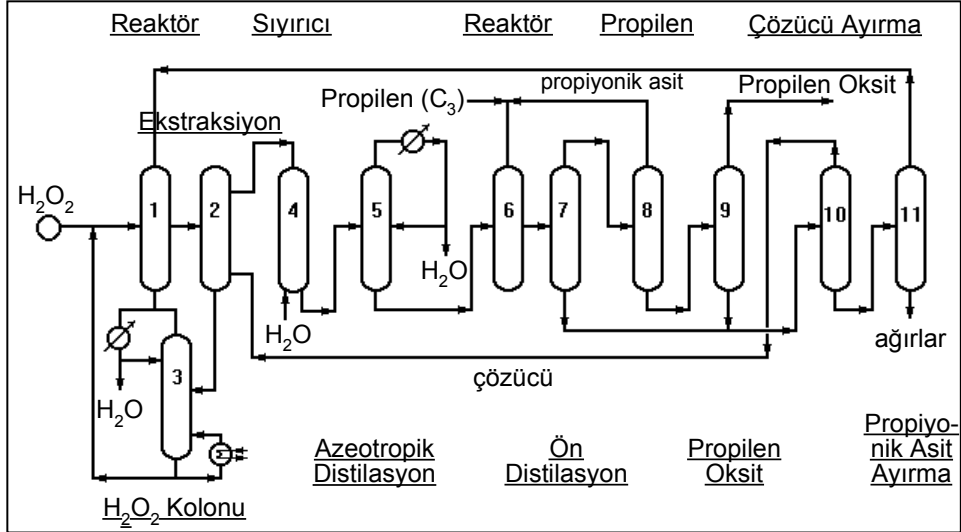 Reaktör Sıyırıcı Reaktör Propilen Çözücü Ayırma
propiyonik asit
Propilen (C₃)
Propilen Oksit
Ekstraksiyon
H₂O₂
1
2
4
5
6
7
8
9
10
11
H₂O
H₂O
ağırlar
3
çözücü
H₂O
Azeotropik
Distilasyon
Ön
Distilasyon
Propilen
Oksit
Propiyo-
nik Asit
Ayırma
H₂O₂ Kolonu